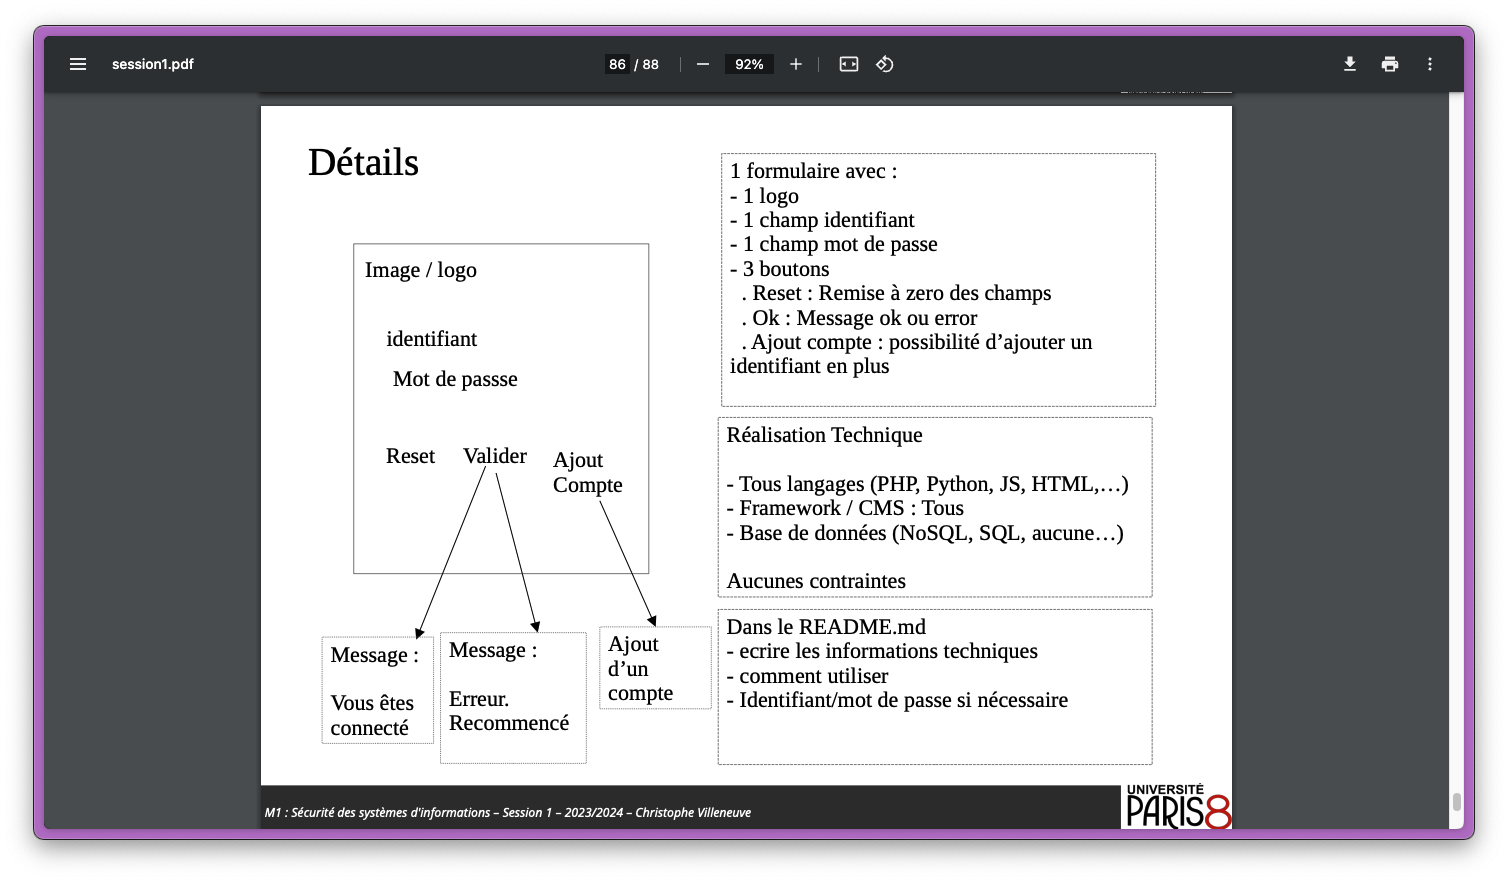 session1.pdf
86 / 88
92%
Détails
Image / logo
identifiant
Mot de passse
Reset
Valider
Ajout
Compte
Message :
Vous êtes
connecté
Message :
Erreur.
Recommencé
Ajout
d’un
compte
1 formulaire avec :
- 1 logo
- 1 champ identifiant
- 1 champ mot de passe
- 3 boutons
. Reset : Remise à zero des champs
. Ok : Message ok ou error
. Ajout compte : possibilité d’ajouter un
identifiant en plus
Réalisation Technique
- Tous langages (PHP, Python, JS, HTML,…)
- Framework / CMS : Tous
- Base de données (NoSQL, SQL, aucune…)
Aucunes contraintes
Dans le README.md
- ecrire les informations techniques
- comment utiliser
- Identifiant/mot de passe si nécessaire
M1 : Sécurité des systèmes d'informations – Session 1 – 2023/2024 – Christophe Villeneuve
UNIVERSITÉ
PARIS8